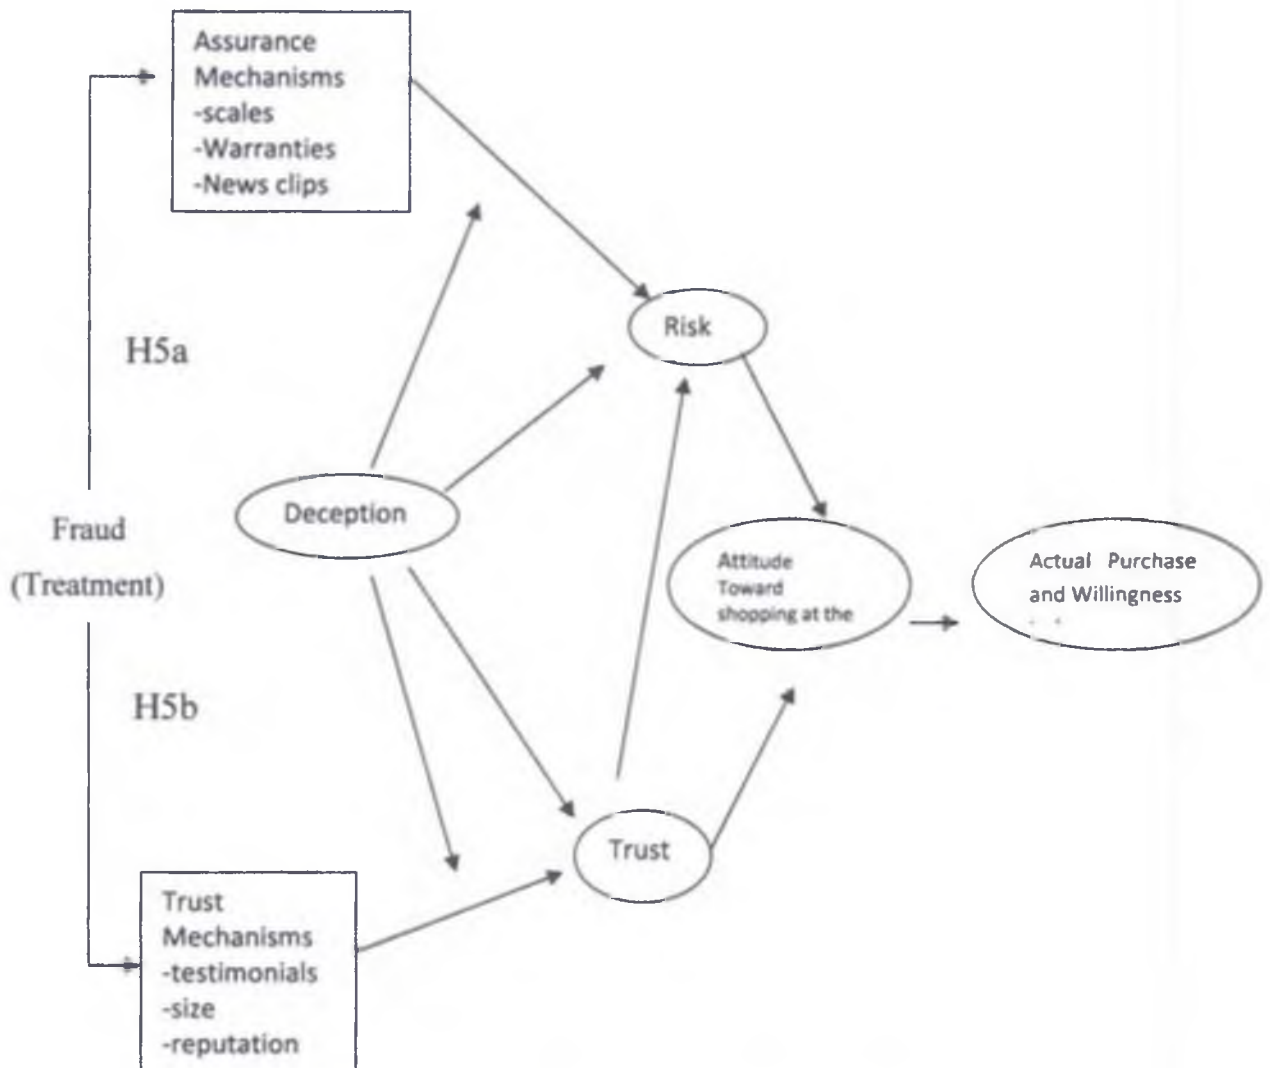 Assurance
Mechanisms
-scales
-Warranties
-News clips
Risk
H5a
Deception
Fraud
(Treatment)
Attitude
Toward
shopping at the
Actual Purchase
and Willingness
H5b
Trust
Trust
Mechanisms
-testimonials
-size
-reputation